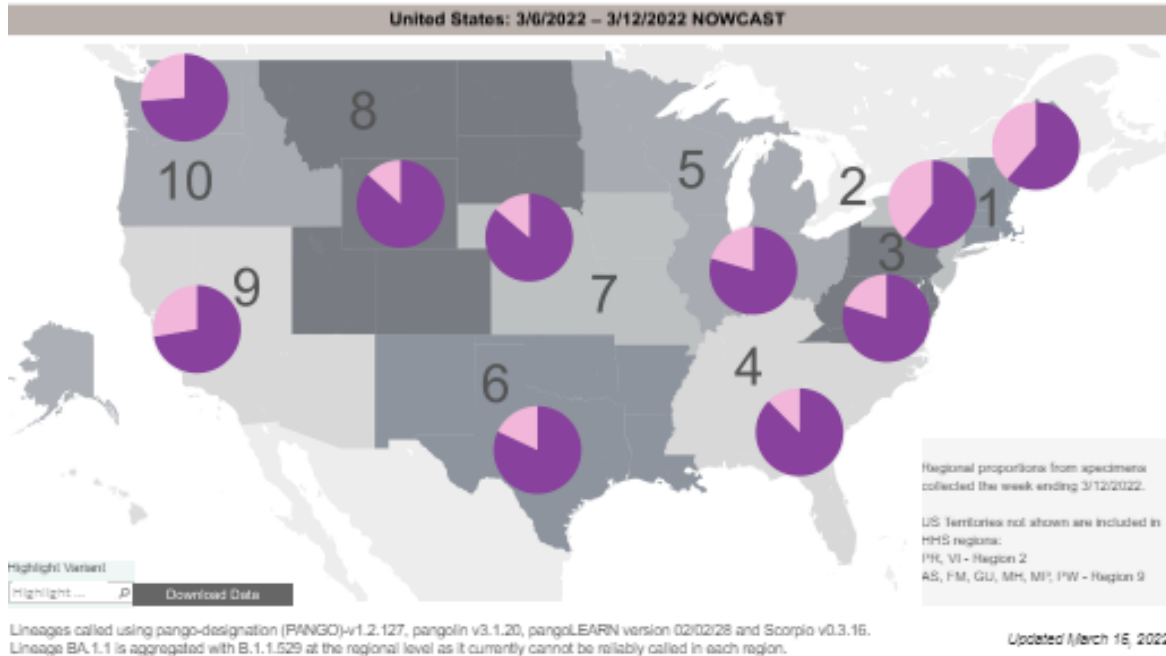 United States: 3/6/2022 – 3/12/2022 NOWCAST
8
5
2
10
1
3
9
7
6
4
Regional proportions from specimens
collected the week ending 3/12/2022.
US Territories not shown are included in
HHS regions:
PR, VI - Region 2
AS, FM, GU, MH, MP, PW - Region 9
Highlight Variant
Highlight ...
Download Data
Lineages called using pango-designation (PANGO)-v1.2.127, pangolin v3.1.20, pangoLEARN version 02/02/28 and Scorpio v0.3.16.
Lineage BA.1.1 is aggregated with B.1.1.529 at the regional level as it currently cannot be reliably called in each region.
Updated March 15, 2022